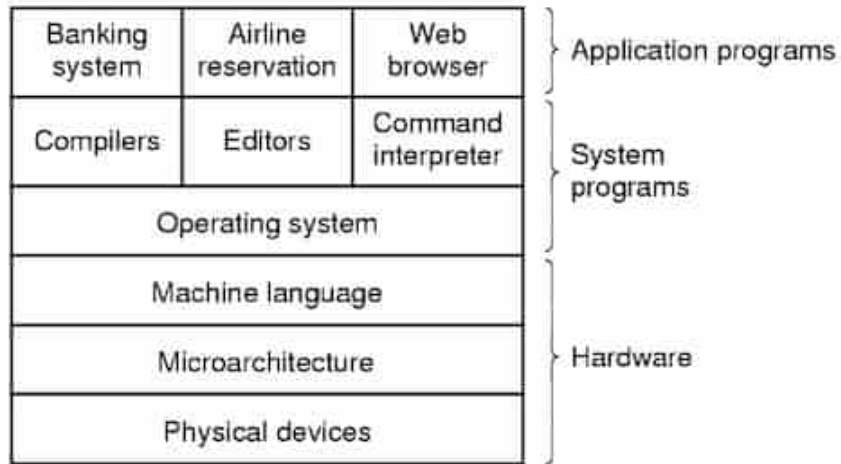 Banking
system
Airline
reservation
Web
browser
Application programs
Compilers
Editors
Command
interpreter
System
programs
Operating system
Machine language
Microarchitecture
Hardware
Physical devices